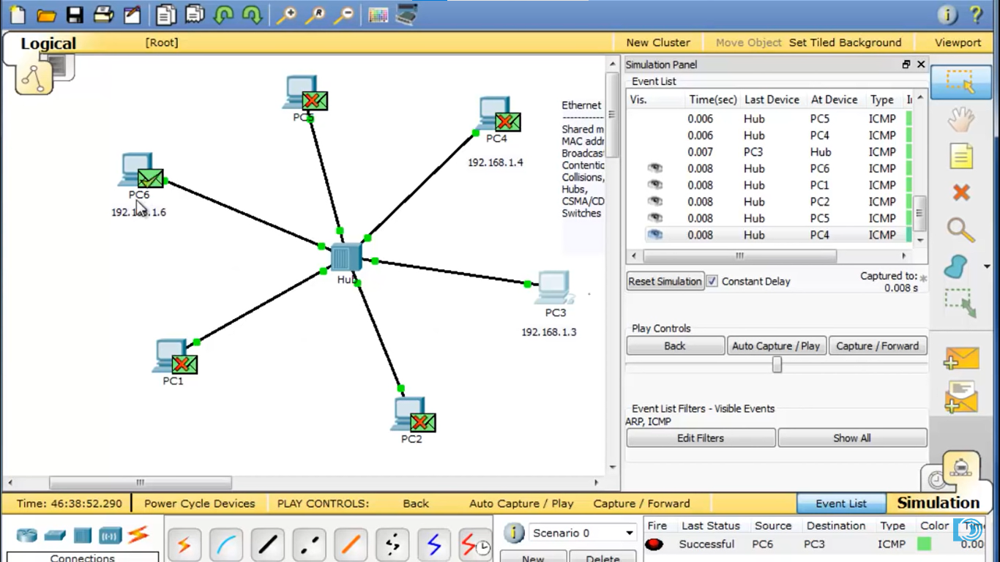 Logical
[Root]
New Cluster
Move Object
Set Tiled Background
Viewport
PC5
PC4
192.168.1.4
PC6
Hub
PC3
192.168.1.3
PC1
PC2
Ethernet
------------
Shared m
MAC addr
Broadcas
Contentio
Collisions,
Hubs,
CSMA/CD
Switches
Simulation Panel
Event List
Vis. Time(sec) Last Device At Device Type
0.006 Hub PC5 ICMP
0.006 Hub PC4 ICMP
0.007 PC3 Hub ICMP
0.008 Hub PC6 ICMP
0.008 Hub PC1 ICMP
0.008 Hub PC2 ICMP
0.008 Hub PC5 ICMP
0.008 Hub PC4 ICMP
Reset Simulation
Constant Delay
Captured to:
0.008 s
*
Play Controls
Back
Auto Capture / Play
Capture / Forward
Event List Filters - Visible Events
ARP, ICMP
Edit Filters
Show All
Time: 46:38:52.290
Power Cycle Devices
PLAY CONTROLS:
Back
Auto Capture / Play
Capture / Forward
Event List
Simulation
Connections
Scenario 0
New
Delete
Fire Last Status Source Destination Type Color
Successful PC6 PC3 ICMP 0.00